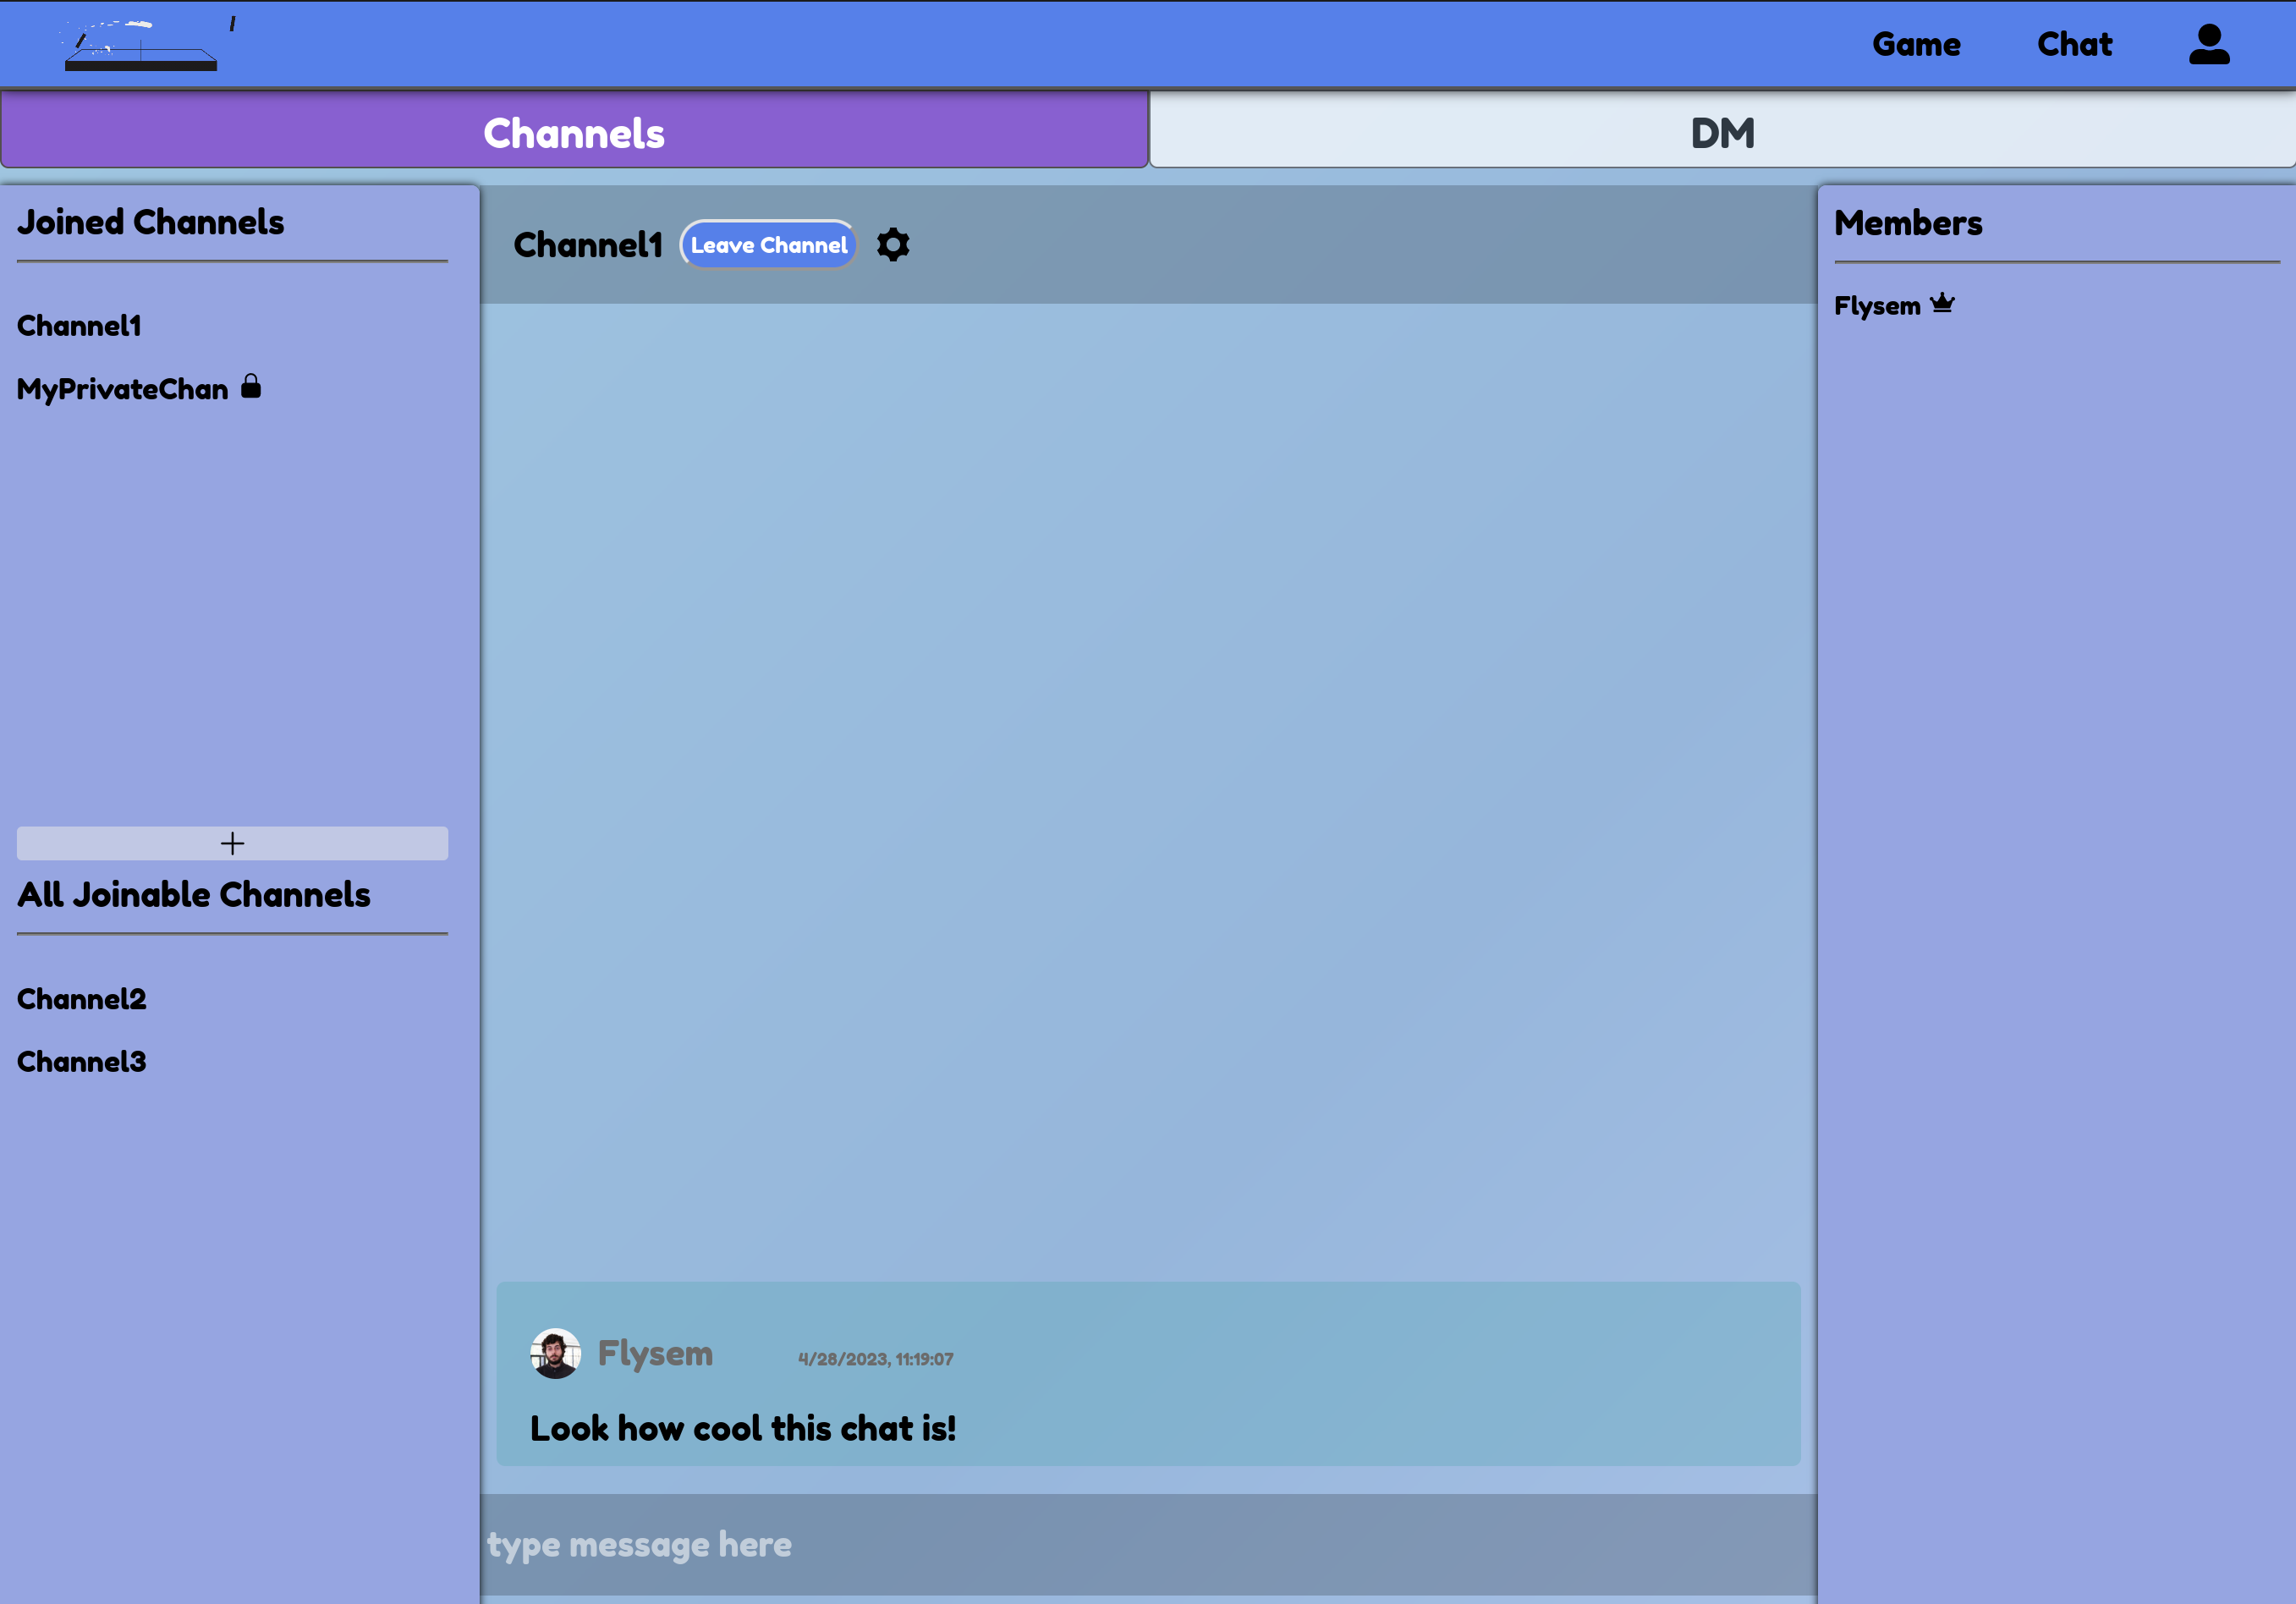 Game Chat
Channels DM
Joined Channels
Channel1
MyPrivateChan
All Joinable Channels
Channel2
Channel3
Channel1 Leave Channel
Flysem 4/28/2023, 11:19:07
Look how cool this chat is!
type message here
Members
Flysem